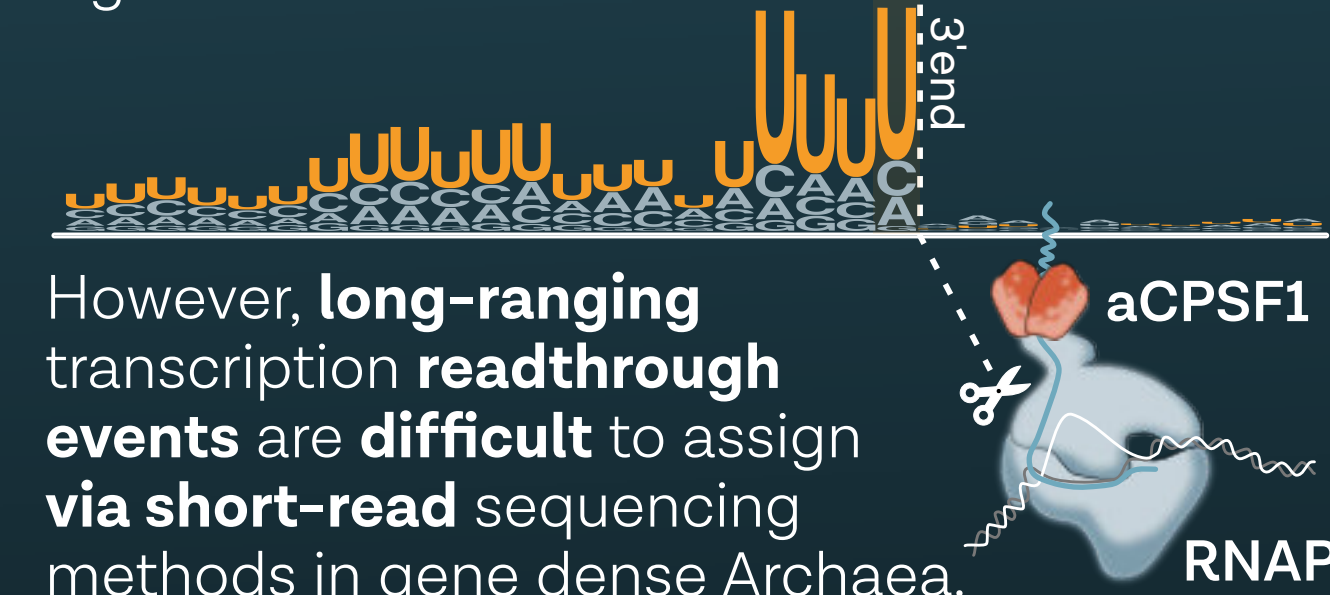 3'end
aCPSF1
However, long-ranging
transcription readthrough
events are difficult to assign
via short-read sequencing
methods in gene dense Archaea.
RNAP